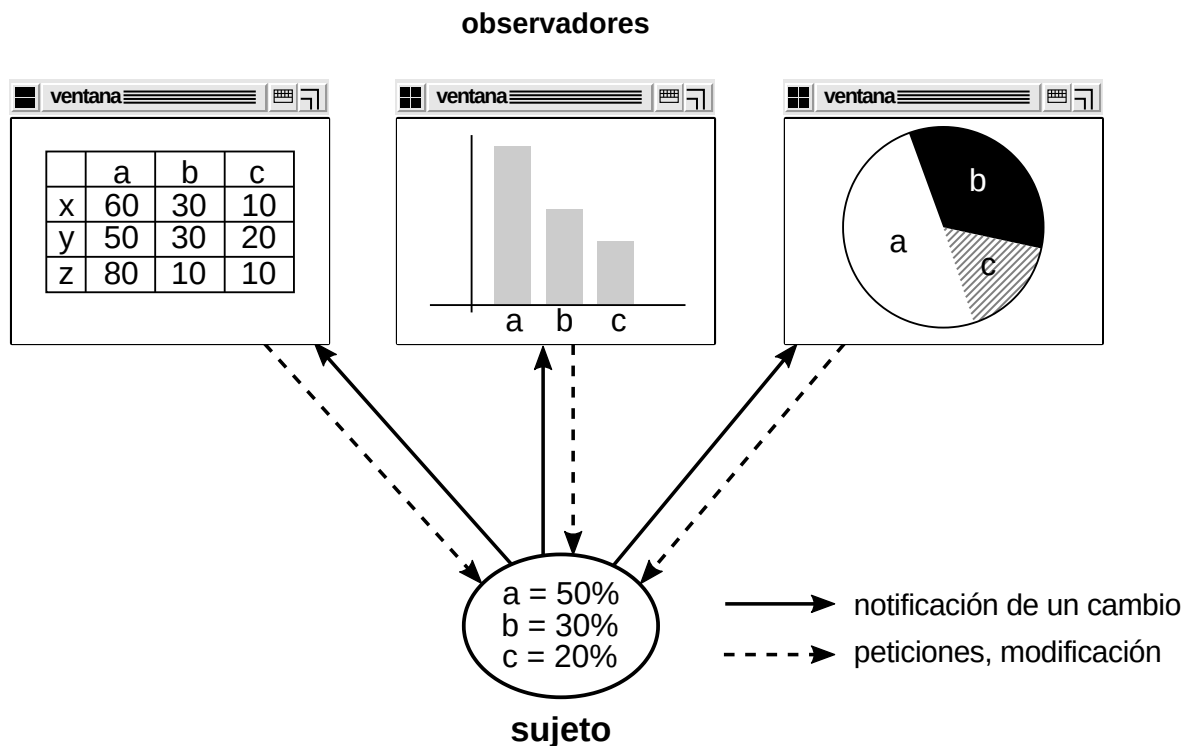 observadores
ventana
ventana
ventana
a b c
x 60 30 10
y 50 30 20
z 80 10 10
a b c
b
a
c
a = 50%
b = 30%
c = 20%
sujeto
notificación de un cambio
peticiones, modificación